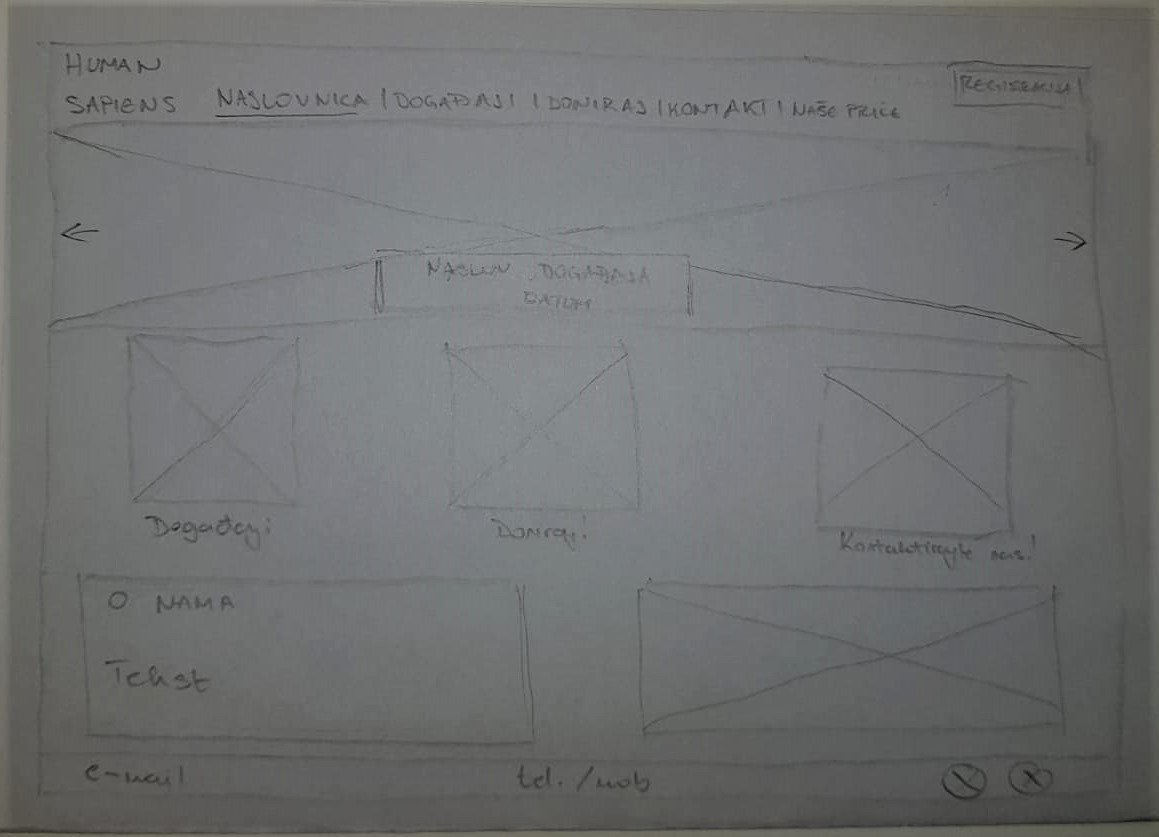 HUMAN
SAPIENS NASLOVNICA | DOGAĐAJI | DONIRAJ | KONTAKT | NAŠE PRIČE
NASLOV DOGAĐAJA
DATUM
Događaji
Doniraj!
Kontaktirajte nas!
O NAMA
Tekst
e-mail
tel. /mob